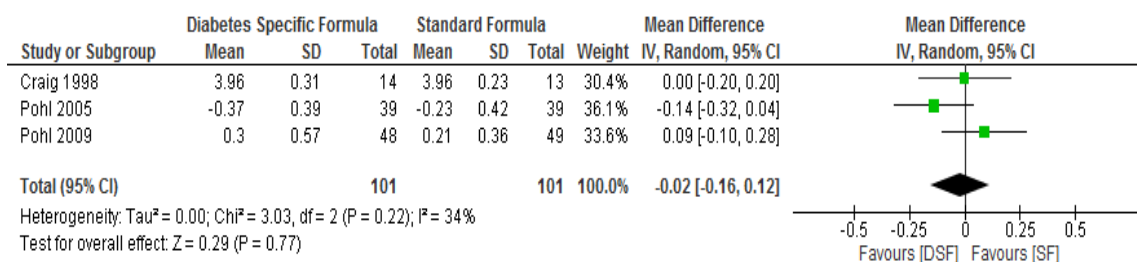 Diabetes Specific Formula Standard Formula Mean Difference Mean Difference
Study or Subgroup Mean SD Total Mean SD Total Weight IV, Random, 95% CI IV, Random, 95% CI
Craig 1998 3.96 0.31 14 3.96 0.23 13 30.4% 0.00 [-0.20, 0.20]
Pohl 2005 -0.37 0.39 39 -0.23 0.42 39 36.1% -0.14 [-0.32, 0.04]
Pohl 2009 0.3 0.57 48 0.21 0.36 49 33.6% 0.09 [-0.10, 0.28]
Total (95% CI) 101 101 100.0% -0.02 [-0.16, 0.12]
Heterogeneity: Tau² = 0.00; Chi² = 3.03, df = 2 (P = 0.22); I² = 34%
Test for overall effect: Z = 0.29 (P = 0.77)
-0.5 -0.25 0 0.25 0.5
Favours [DSF] Favours [SF]